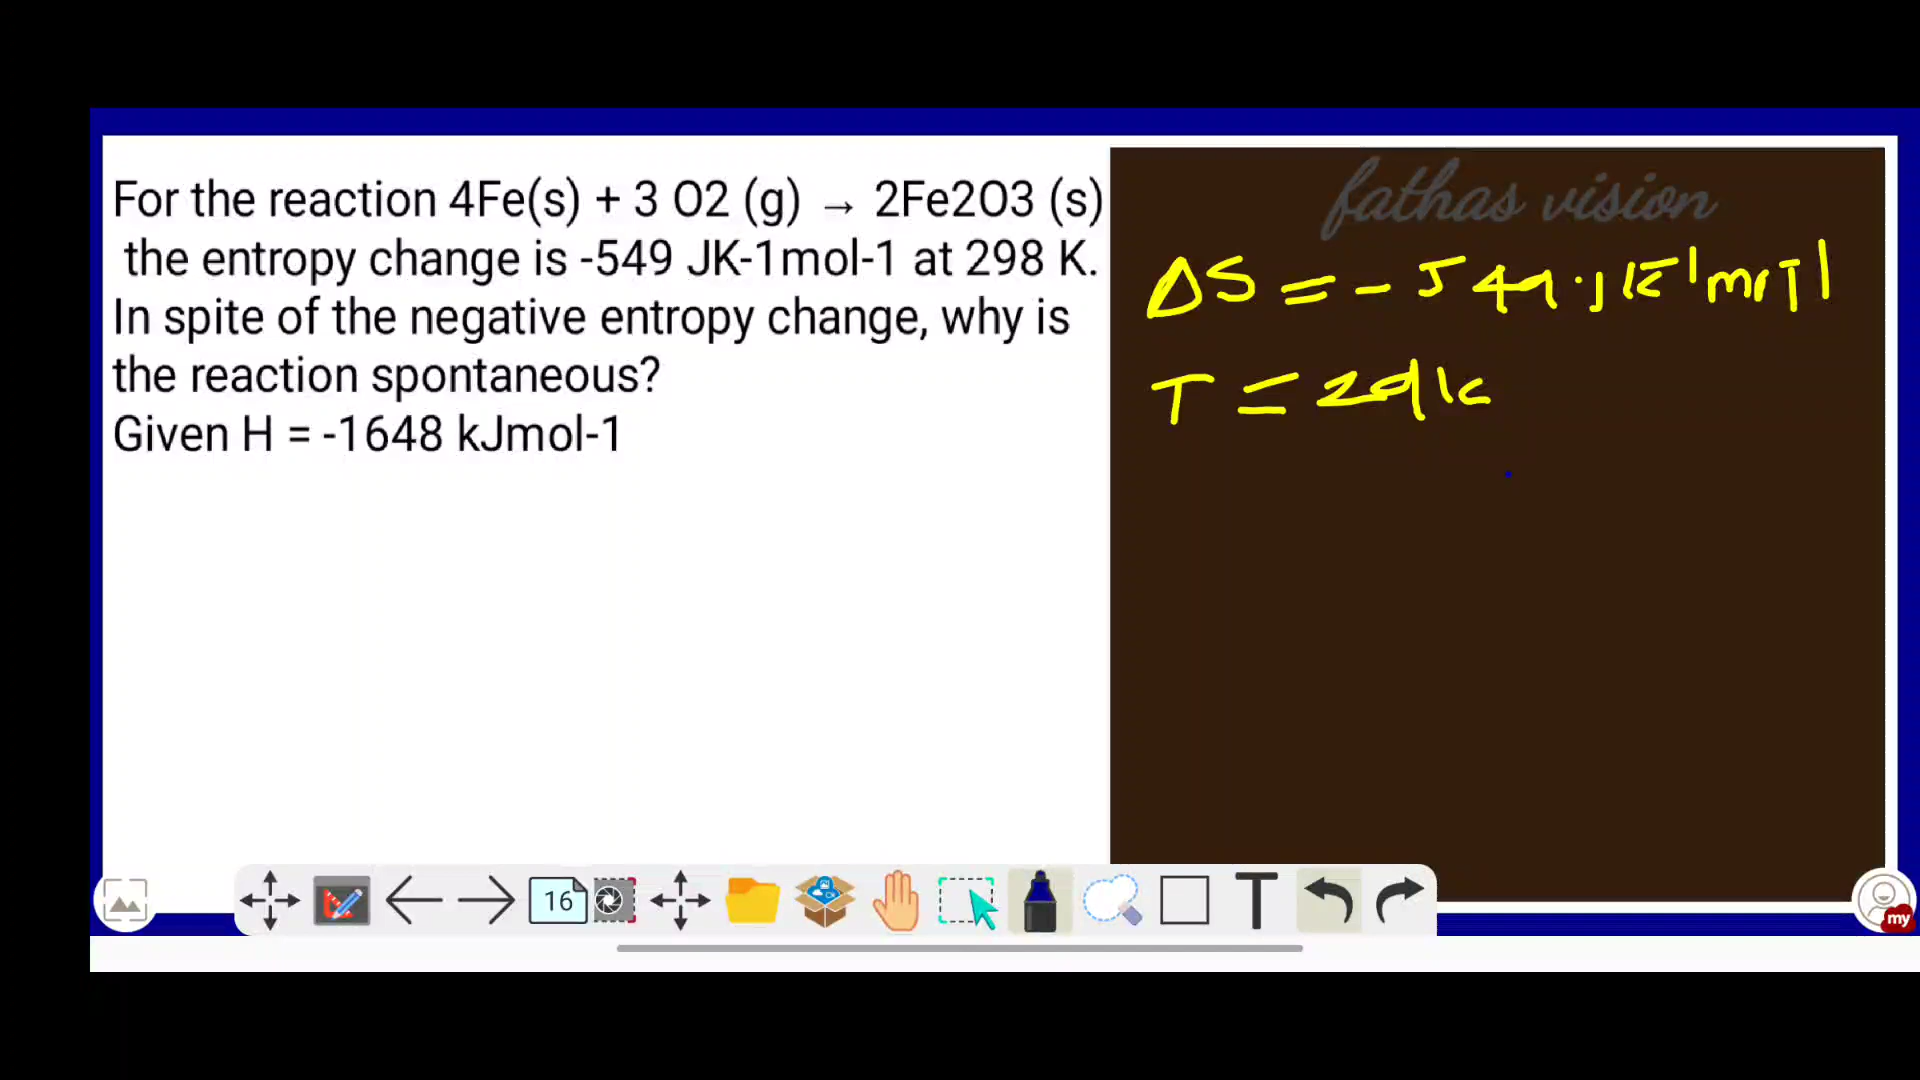 For the reaction 4Fe(s) + 3 O2 (g) → 2Fe2O3 (s)
the entropy change is -549 JK-1mol-1 at 298 K.
In spite of the negative entropy change, why is
the reaction spontaneous?
Given H = -1648 kJmol-1
fathas vision
ΔS = -549.JK-1mol-1
T = 29K
16
T
my